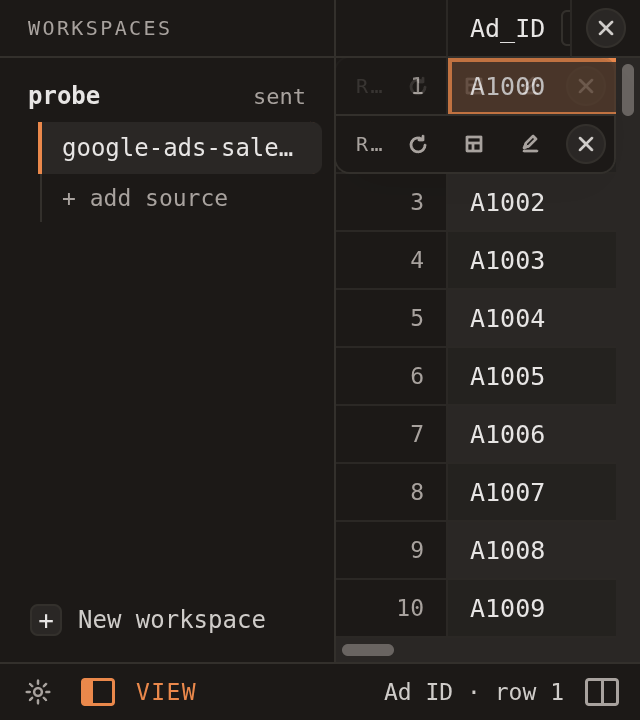 WORKSPACES
Ad_ID
probe sent
google-ads-sale…
+ add source
R…
1 A1000
R…
3 A1002
4 A1003
5 A1004
6 A1005
7 A1006
8 A1007
9 A1008
10 A1009
+ New workspace
VIEW
Ad ID · row 1